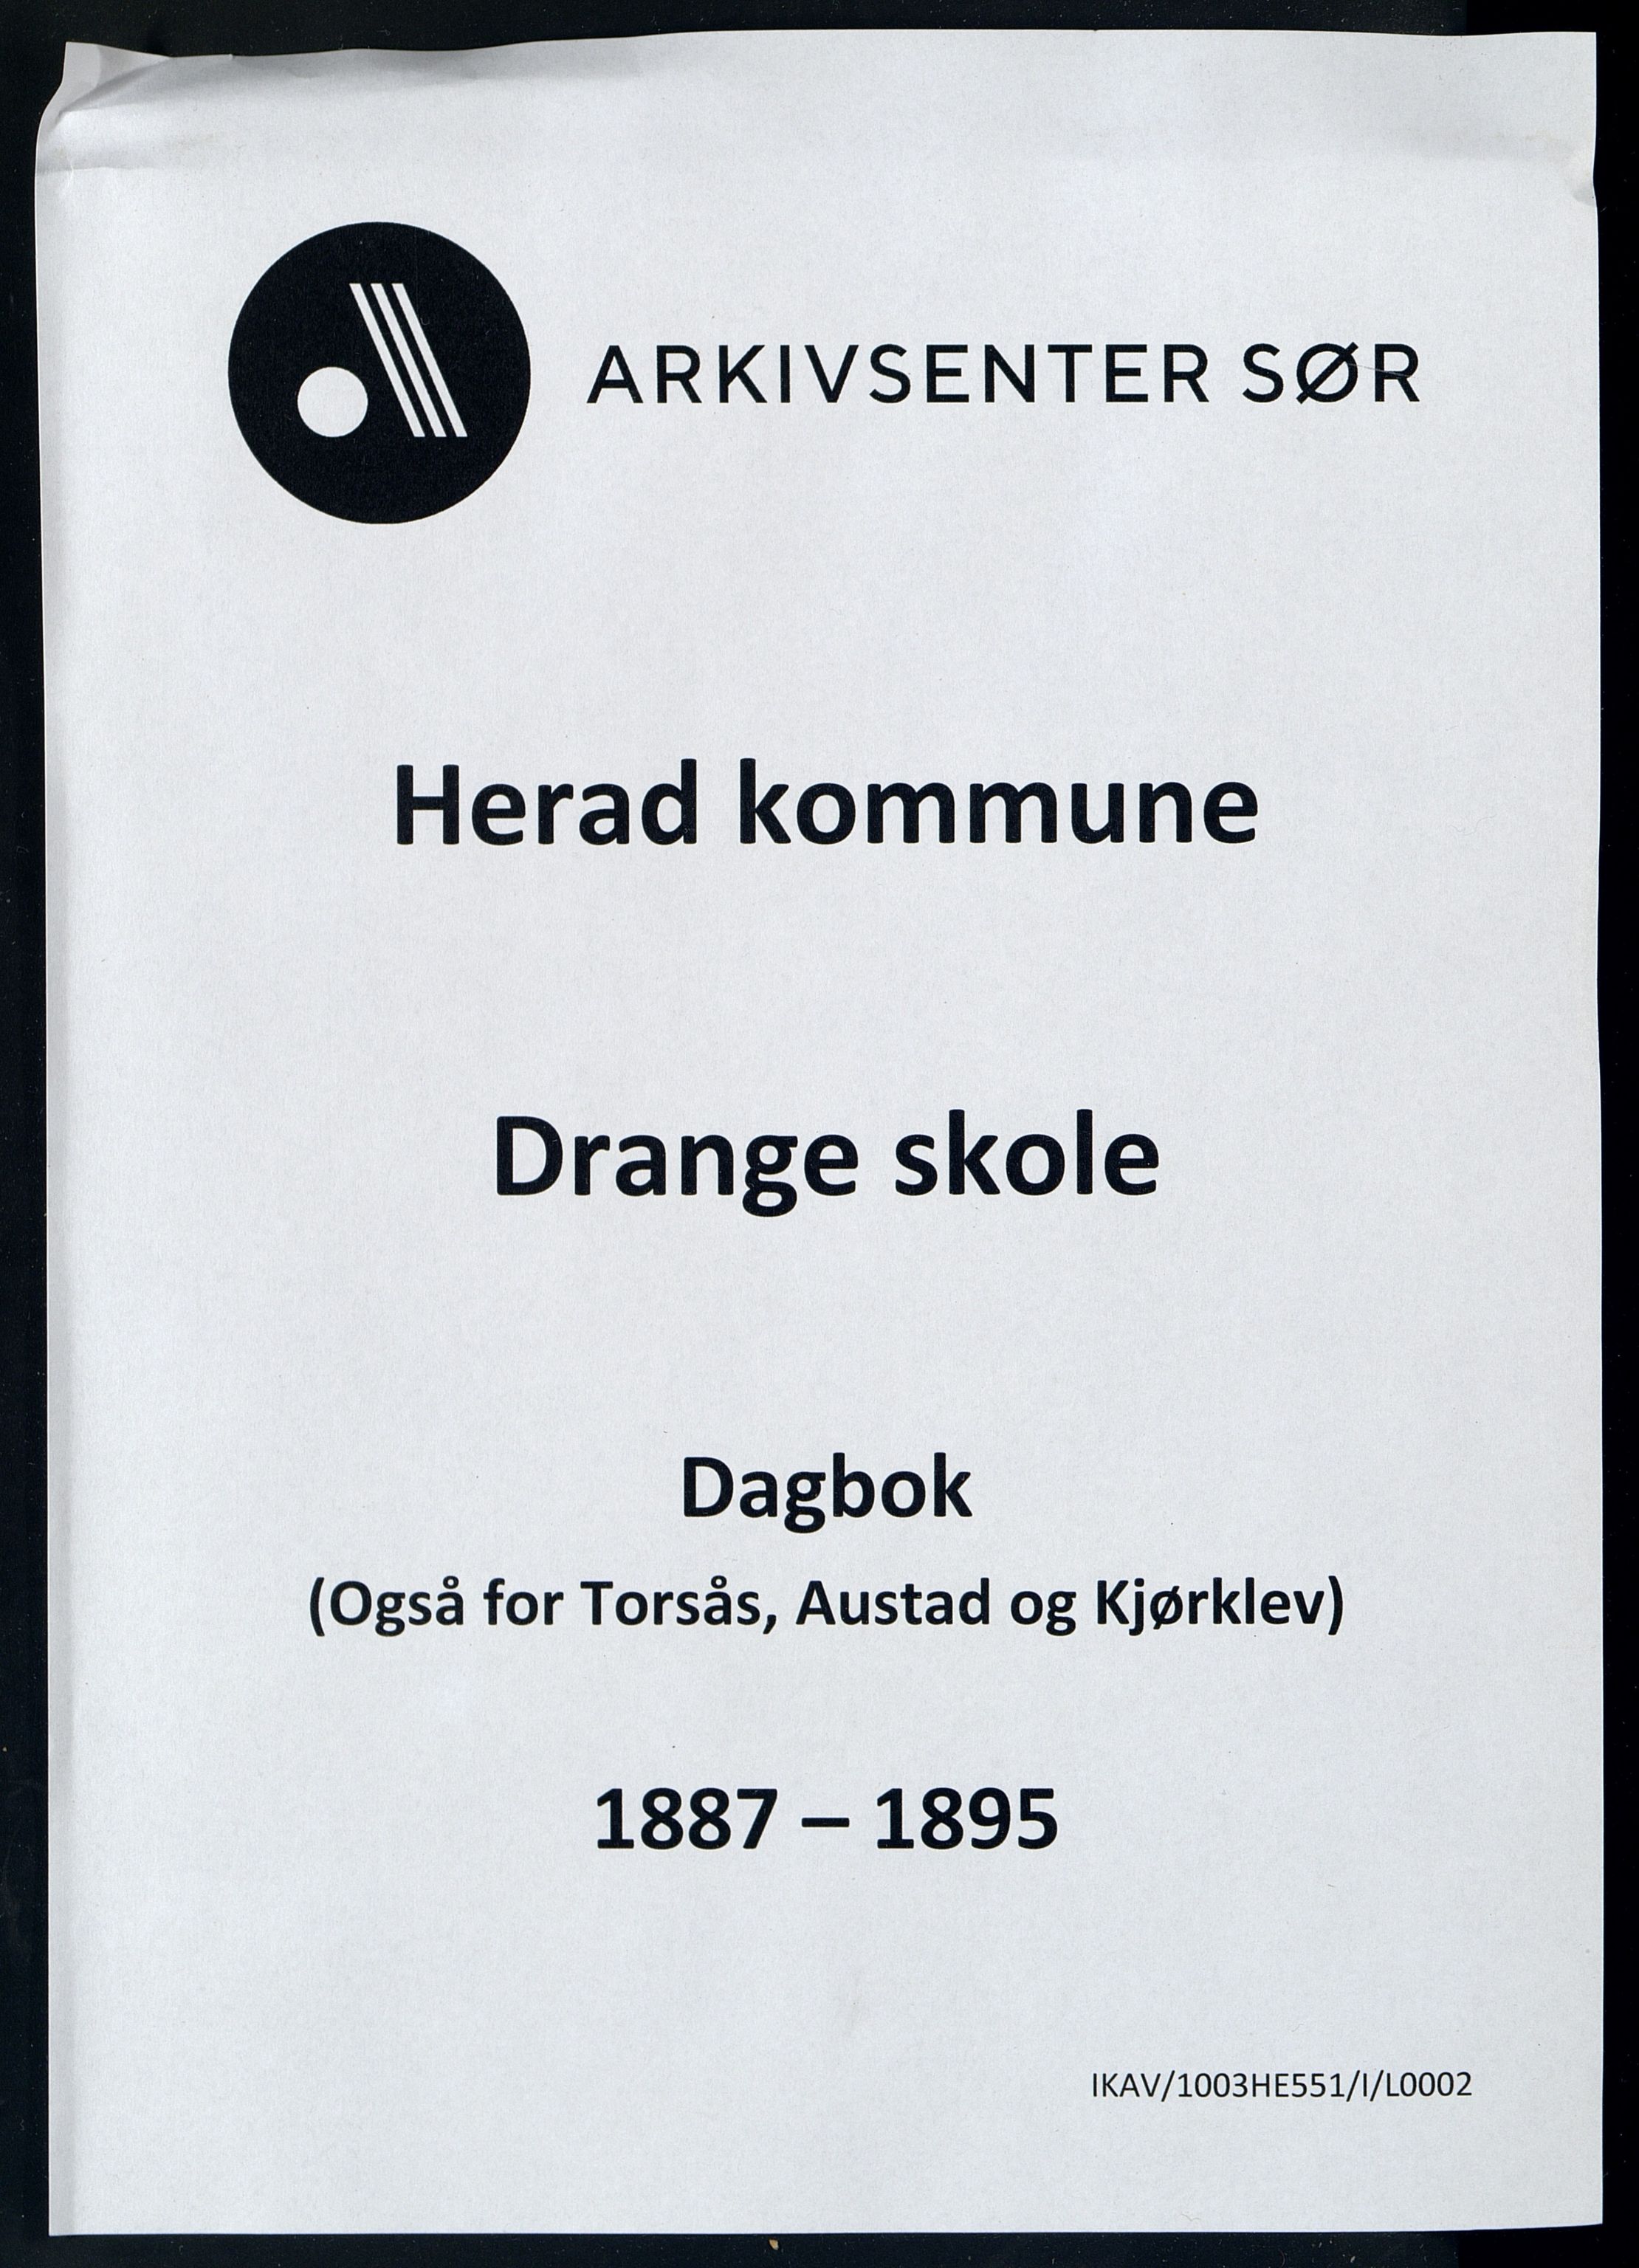 ARKIVSENTER SØR
Herad kommune
Drange skole
Dagbok
(Også for Torsås, Austad og Kjørklev)
1887 – 1895
IKAV/1003HE551/I/L0002